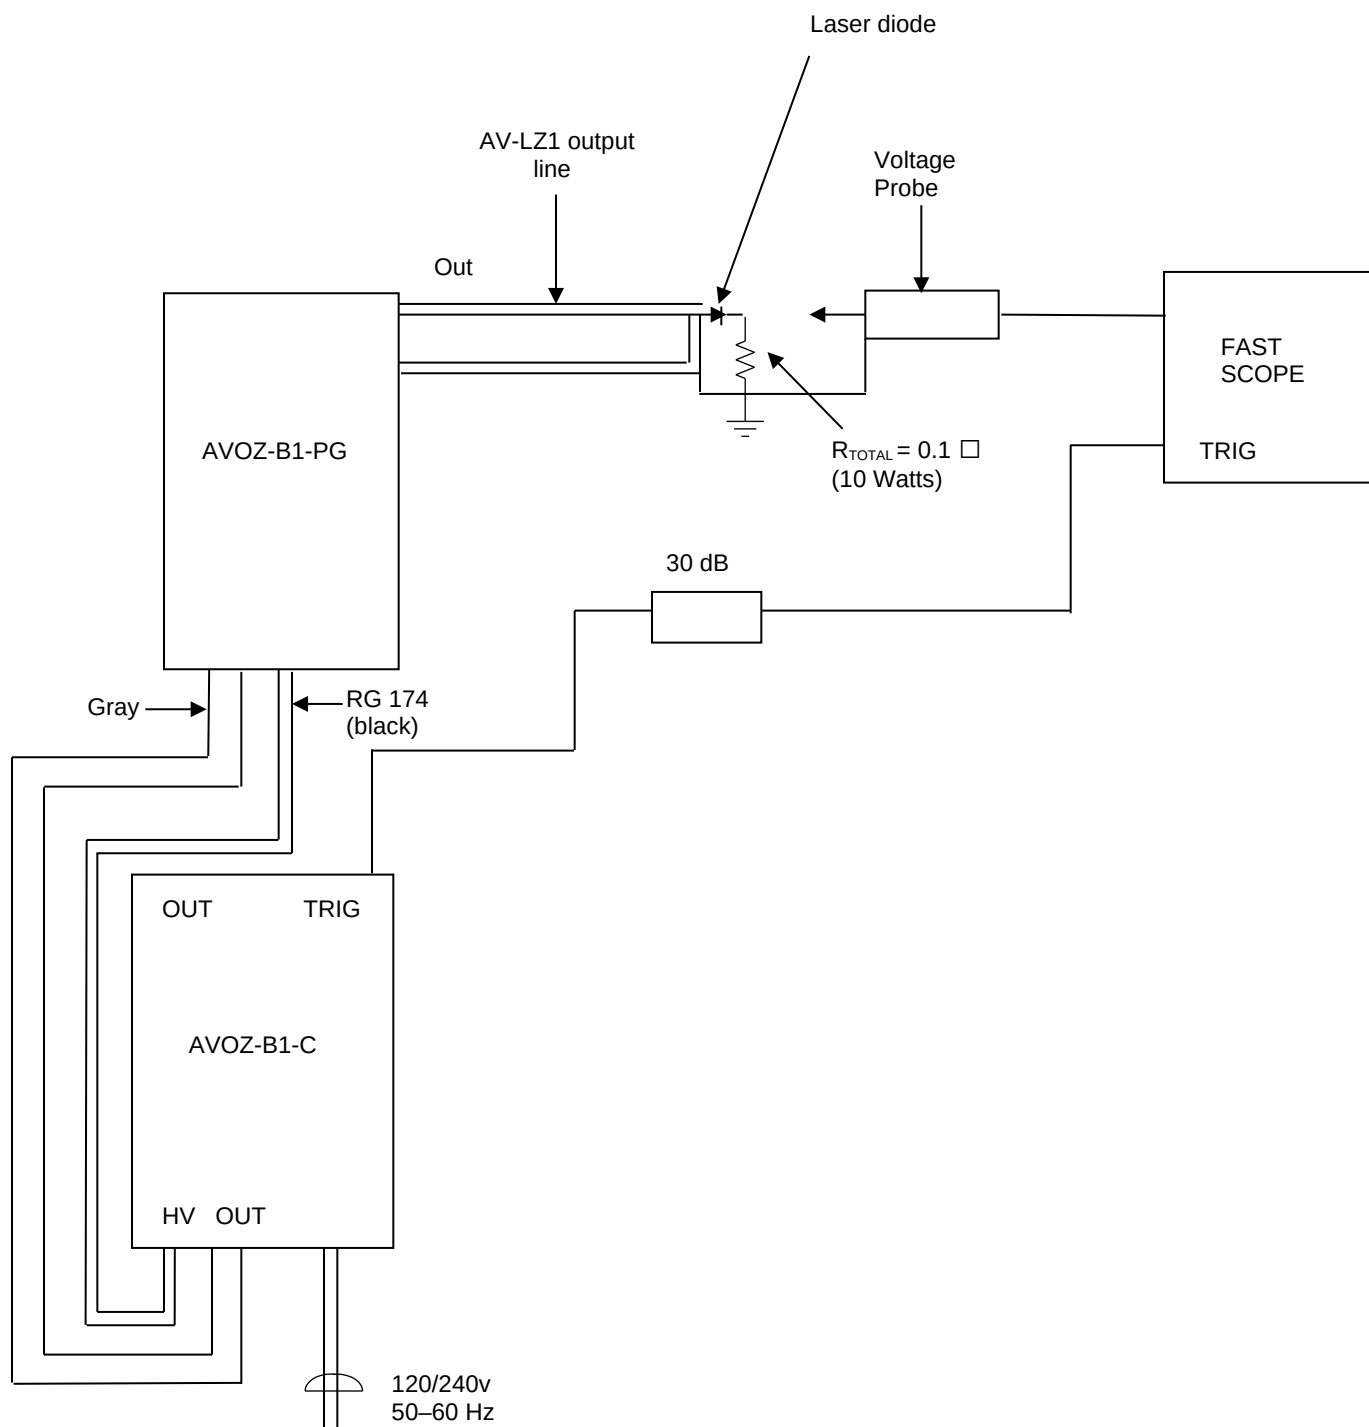 Laser diode
AV-LZ1 output
line
Voltage
Probe
Out
FAST
SCOPE
AVOZ-B1-PG
R TOTAL = 0.1 □
(10 Watts)
TRIG
30 dB
Gray
RG 174
(black)
OUT TRIG
AVOZ-B1-C
HV OUT
120/240v
50–60 Hz